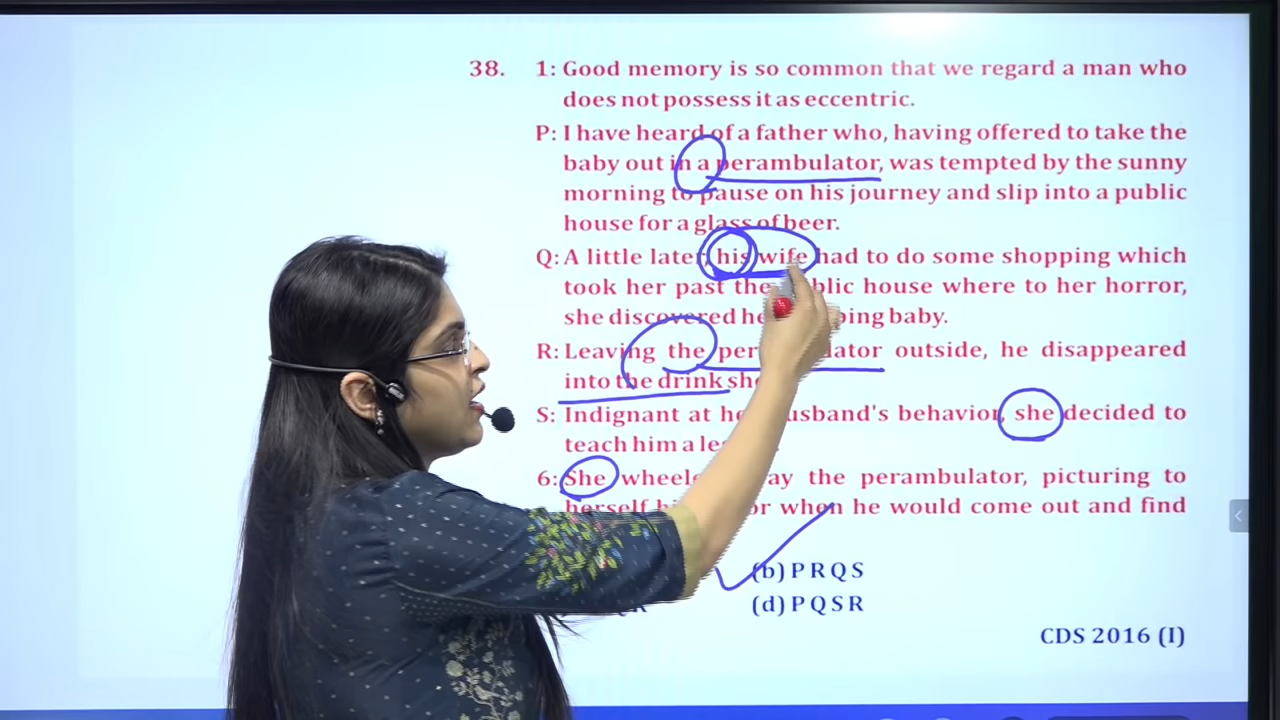 38. 1: Good memory is so common that we regard a man who
does not possess it as eccentric.
P: I have heard of a father who, having offered to take the
baby out in a perambulator, was tempted by the sunny
morning to pause on his journey and slip into a public
house for a glass of beer.
Q: A little later, his wife had to do some shopping which
took her past the public house where to her horror,
she discovered her baby.
R: Leaving the perambulator outside, he disappeared
into the drink
S: Indignant at her husband's behavior, she decided to
teach him a
6: She the perambulator, picturing to
herself when he would come out and find
(b) P R Q S
(d) P Q S R
CDS 2016 (I)